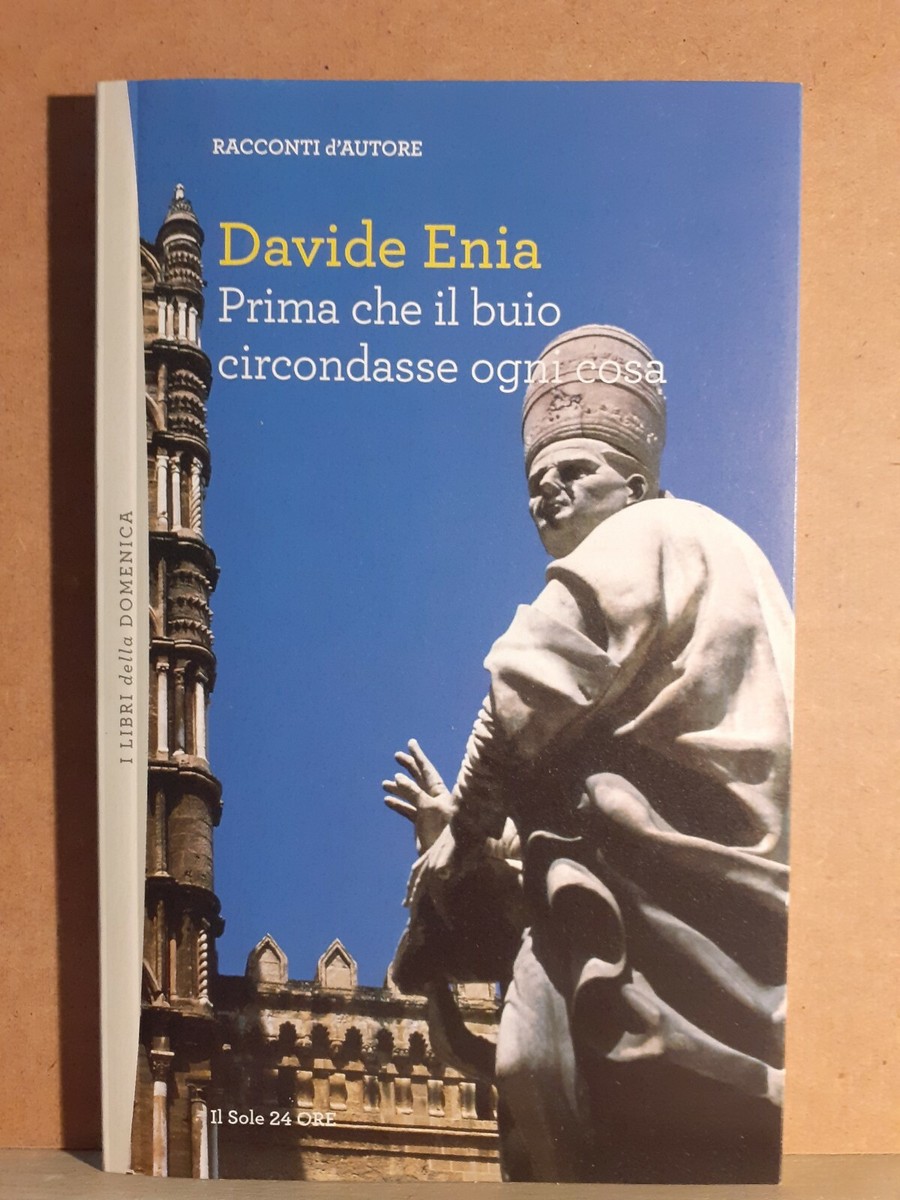 RACCONTI d'AUTORE
Davide Enia
Prima che il buio
circondasse ogni cosa
I LIBRI della DOMENICA
Il Sole 24 ORE